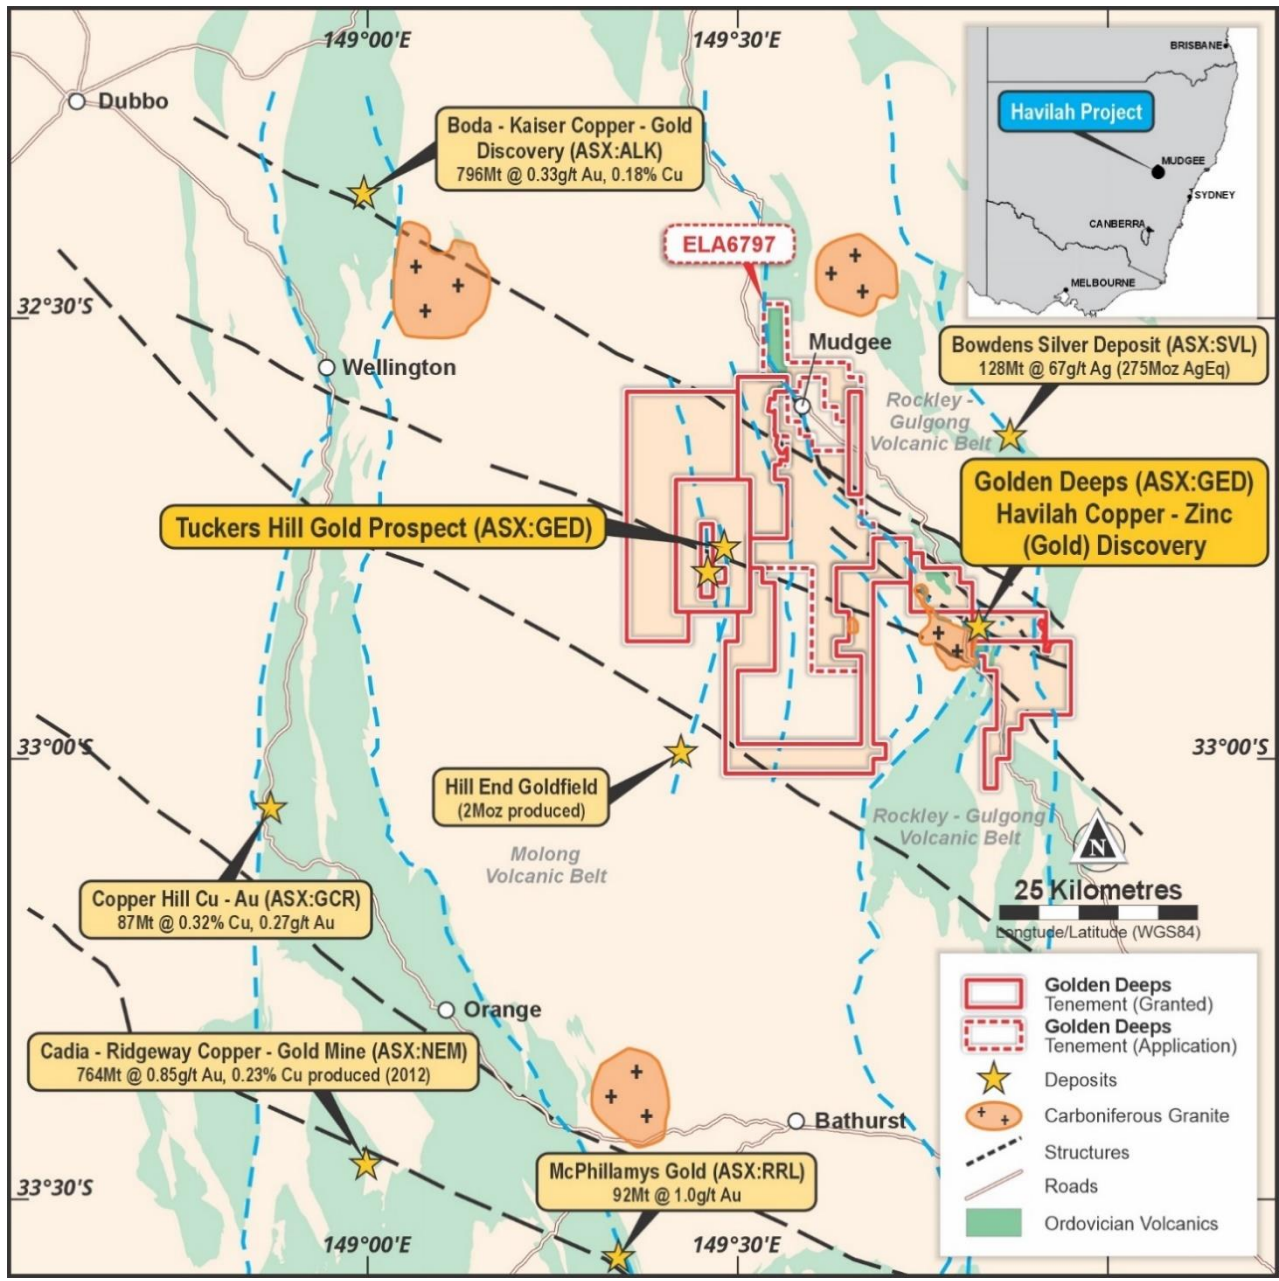 149°00'E
149°30'E
BRISBANE
Dubbo
Havilah Project
Boda - Kaiser Copper - Gold
Discovery (ASX:ALK)
796Mt @ 0.33g/t Au, 0.18% Cu
MUDGEE
SYDNEY
CANBERRA
MELBOURNE
ELA6797
32°30'S
Mudgee
Bowdens Silver Deposit (ASX:SVL)
128Mt @ 67g/t Ag (275Moz AgEq)
Wellington
Rockley -
Gulgong
Volcanic Belt
Golden Deeps (ASX:GED)
Havilah Copper - Zinc
(Gold) Discovery
Tuckers Hill Gold Prospect (ASX:GED)
33°00'S
33°00'S
Hill End Goldfield
(2Moz produced)
Rockley - Gulgong
Volcanic Belt
Molong
Volcanic Belt
N
25 Kilometres
Longtude/Latitude (WGS84)
Copper Hill Cu - Au (ASX:GCR)
87Mt @ 0.32% Cu, 0.27g/t Au
Orange
Cadia - Ridgeway Copper - Gold Mine (ASX:NEM)
764Mt @ 0.85g/t Au, 0.23% Cu produced (2012)
Bathurst
McPhillamys Gold (ASX:RRL)
92Mt @ 1.0g/t Au
33°30'S
149°00'E
149°30'E
Golden Deeps
Tenement (Granted)
Golden Deeps
Tenement (Application)
Deposits
Carboniferous Granite
Structures
Roads
Ordovician Volcanics